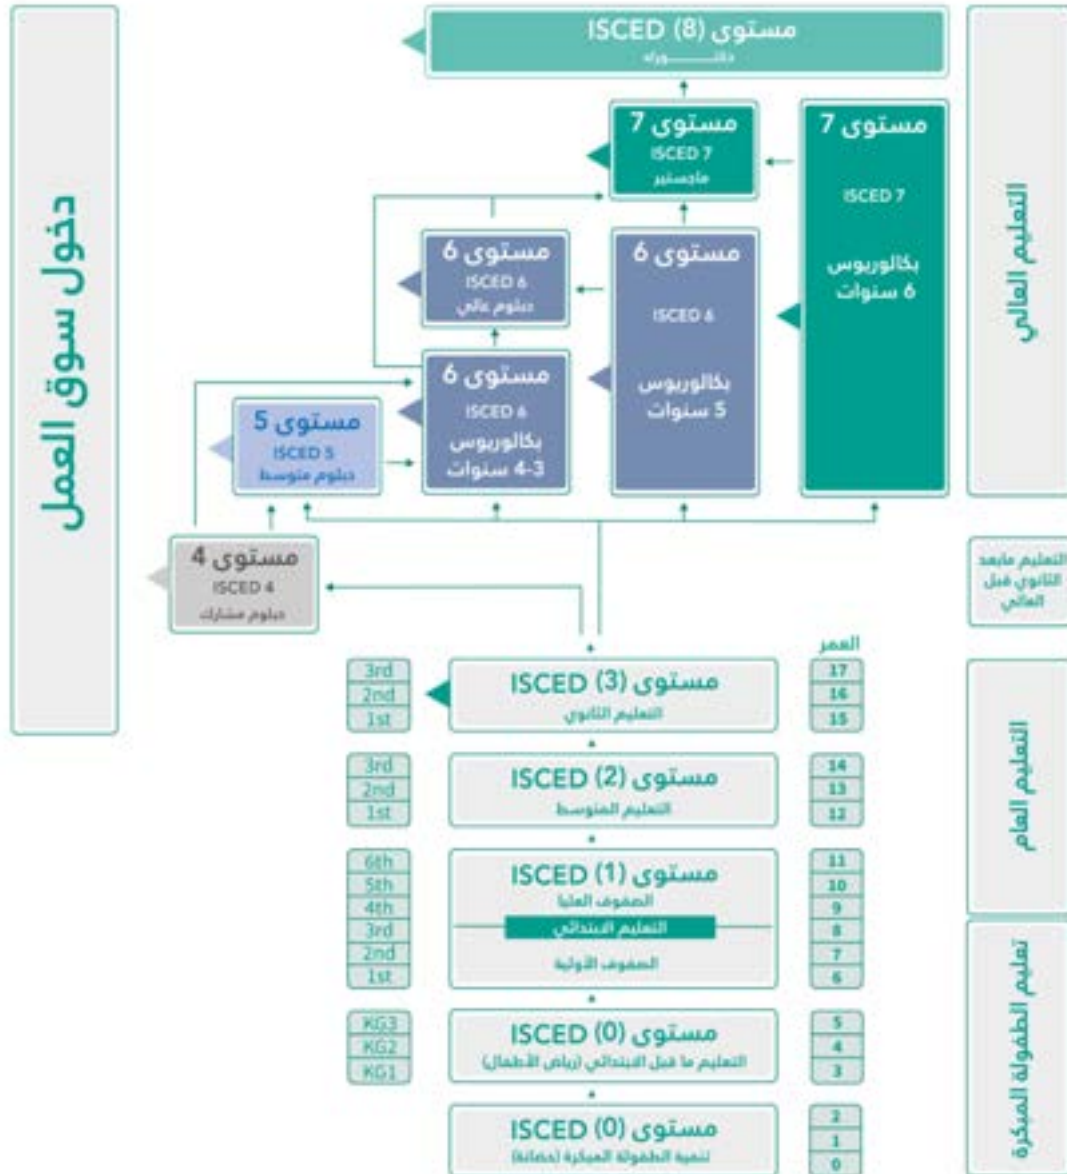 مستوى (8) ISCED
دكتـــــــوراه
مستوى 7
ISCED 7
بكالوريوس
6 سنوات
مستوى 7
ISCED 7
ماجستير
مستوى 6
ISCED 6
بكالوريوس
5 سنوات
مستوى 6
ISCED 6
دبلوم عالي
مستوى 6
ISCED 6
بكالوريوس
3-4 سنوات
مستوى 5
ISCED 5
دبلوم متوسط
مستوى 4
ISCED 4
دبلوم مشارك
التعليم العالي
التعليم مابعد
الثانوي قبل
العالي
التعليم العام
تعليم الطفولة المبكرة
دخول سوق العمل
العمر
17
16
15
مستوى (3) ISCED
التعليم الثانوي
3rd
2nd
1st
14
13
12
مستوى (2) ISCED
التعليم المتوسط
3rd
2nd
1st
11
10
9
8
7
6
مستوى (1) ISCED
الصفوف العليا
التعليم الابتدائي
الصفوف الأولية
6th
5th
4th
3rd
2nd
1st
5
4
3
مستوى (0) ISCED
التعليم ما قبل الابتدائي (رياض الأطفال)
KG3
KG2
KG1
2
1
0
مستوى (0) ISCED
تنمية الطفولة المبكرة (حضانة)